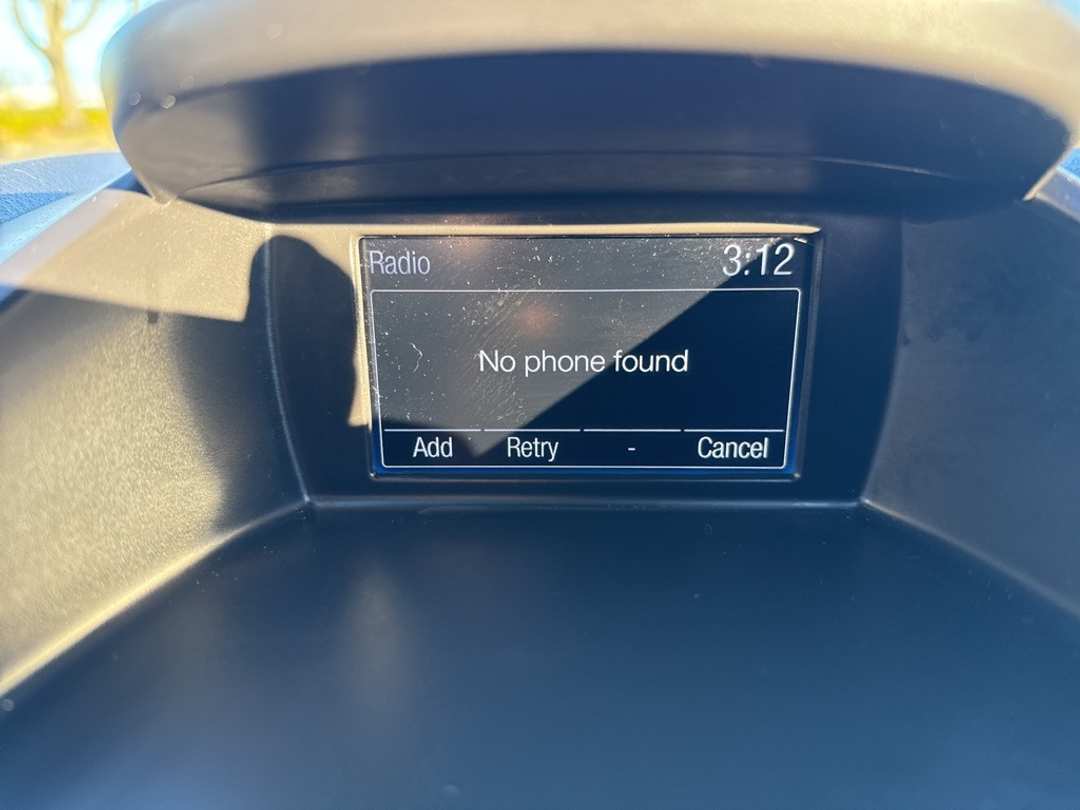 Radio 3:12
No phone found
Add Retry - Cancel